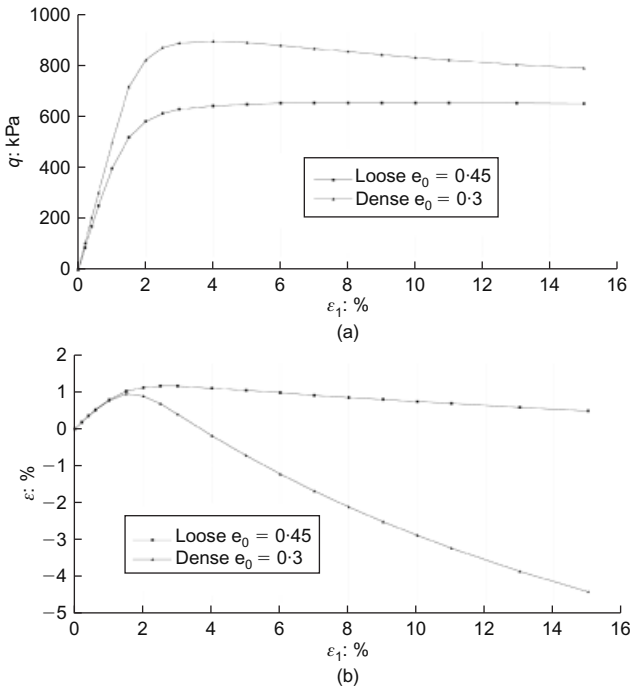 1000
800
600
400
200
0
q: kPa
Loose e0 = 0·45
Dense e0 = 0·3
0 2 4 6 8 10 12 14 16
ε1: %
(a)
2
1
0
−1
−2
−3
−4
−5
ε: %
Loose e0 = 0·45
Dense e0 = 0·3
0 2 4 6 8 10 12 14 16
ε1: %
(b)